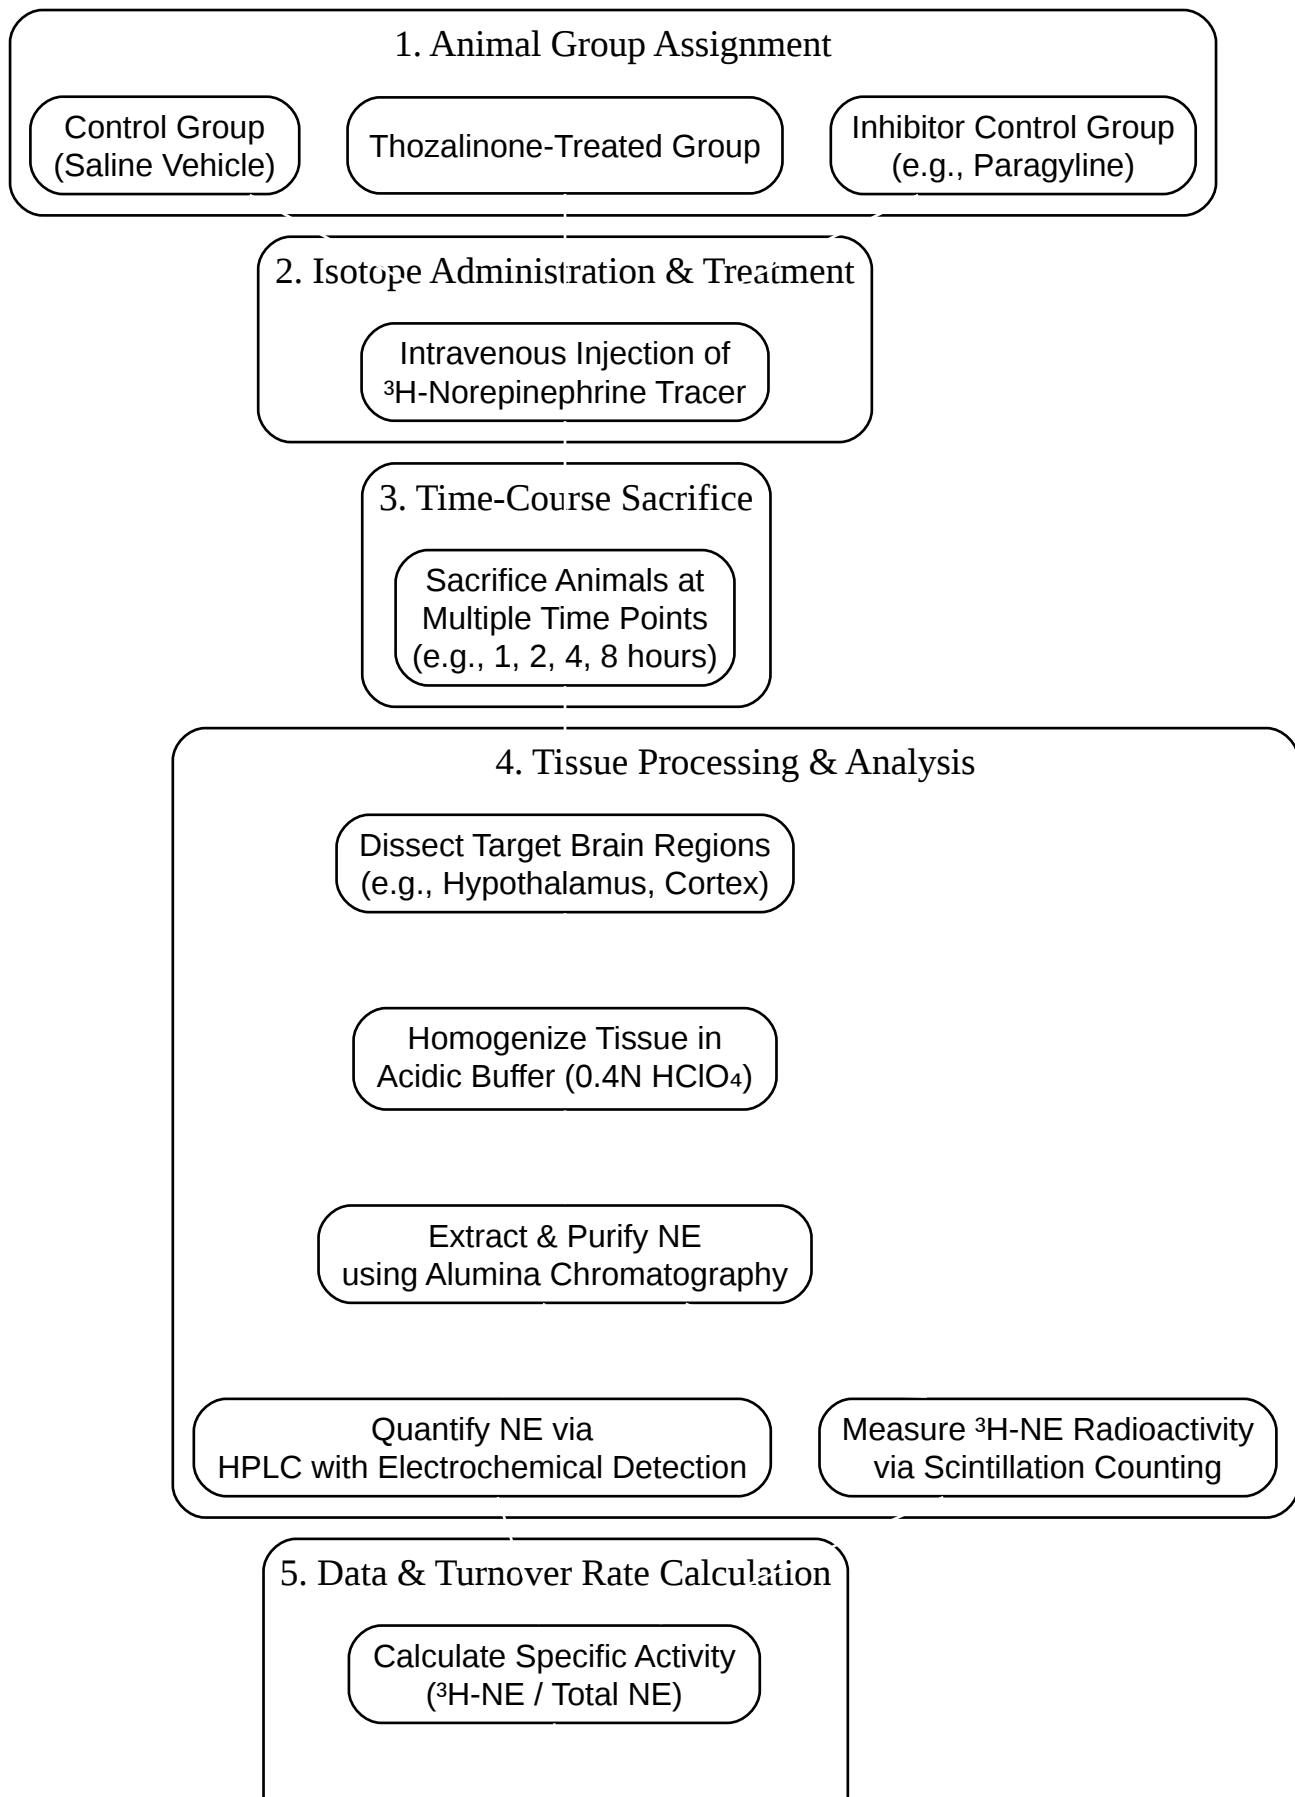 1. Animal Group Assignment
Control Group
(Saline Vehicle)
Thozalinone-Treated Group
Inhibitor Control Group
(e.g., Paragyline)
2. Isotope Administration & Treatment
Intravenous Injection of
³H-Norepinephrine Tracer
3. Time-Course Sacrifice
Sacrifice Animals at
Multiple Time Points
(e.g., 1, 2, 4, 8 hours)
4. Tissue Processing & Analysis
Dissect Target Brain Regions
(e.g., Hypothalamus, Cortex)
Homogenize Tissue in
Acidic Buffer (0.4N HClO₄)
Extract & Purify NE
using Alumina Chromatography
Quantify NE via
HPLC with Electrochemical Detection
Measure ³H-NE Radioactivity
via Scintillation Counting
5. Data & Turnover Rate Calculation
Calculate Specific Activity
(³H-NE / Total NE)